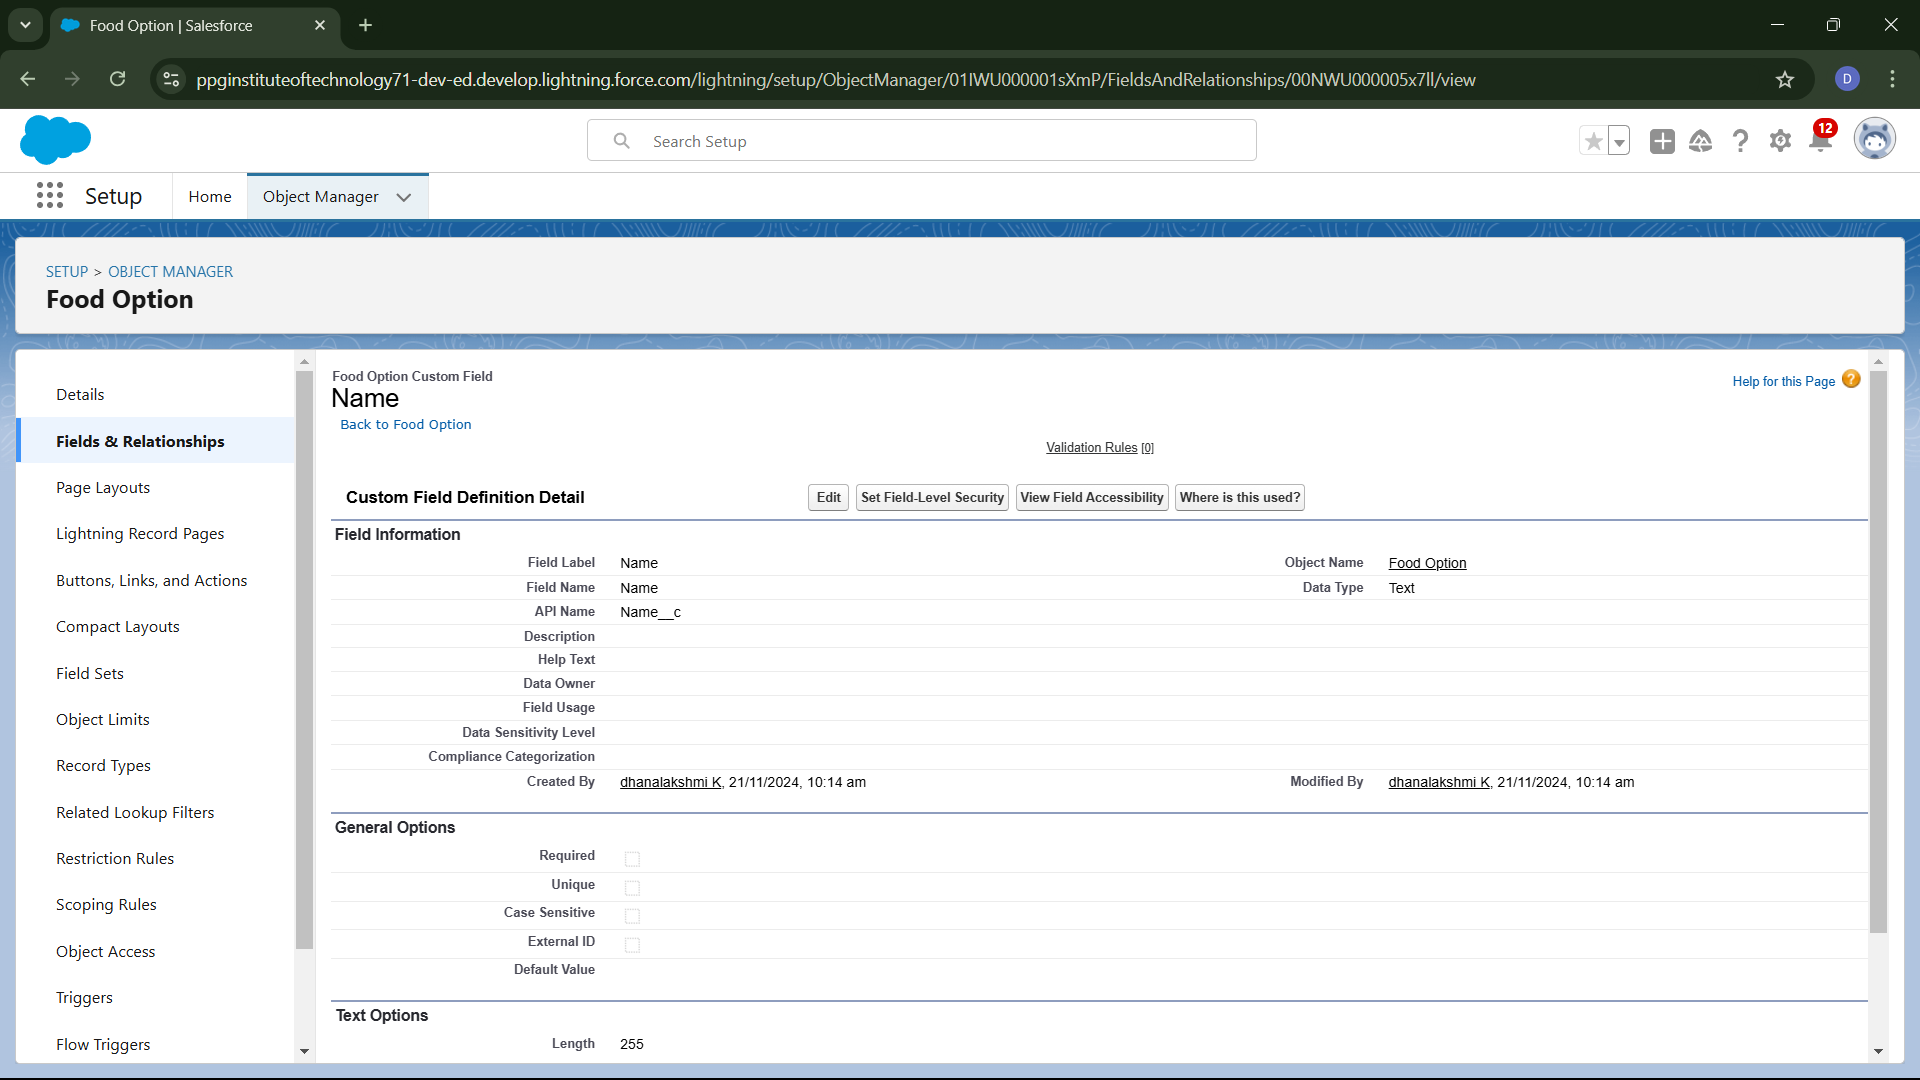 Food Option | Salesforce
ppginstituteoftechnology71-dev-ed.develop.lightning.force.com/lightning/setup/ObjectManager/01IWU000001sXmP/FieldsAndRelationships/00NWU000005x7lI/view
D
Search Setup
12
Setup
Home
Object Manager
SETUP > OBJECT MANAGER
Food Option
Details
Fields & Relationships
Page Layouts
Lightning Record Pages
Buttons, Links, and Actions
Compact Layouts
Field Sets
Object Limits
Record Types
Related Lookup Filters
Restriction Rules
Scoping Rules
Object Access
Triggers
Flow Triggers
Food Option Custom Field
Name
Back to Food Option
Help for this Page
Validation Rules [0]
Custom Field Definition Detail
Edit
Set Field-Level Security
View Field Accessibility
Where is this used?
Field Information
Field Label Name
Object Name Food Option
Field Name Name
Data Type Text
API Name Name__c
Description
Help Text
Data Owner
Field Usage
Data Sensitivity Level
Compliance Categorization
Created By dhanalakshmi K, 21/11/2024, 10:14 am
Modified By dhanalakshmi K, 21/11/2024, 10:14 am
General Options
Required
Unique
Case Sensitive
External ID
Default Value
Text Options
Length 255